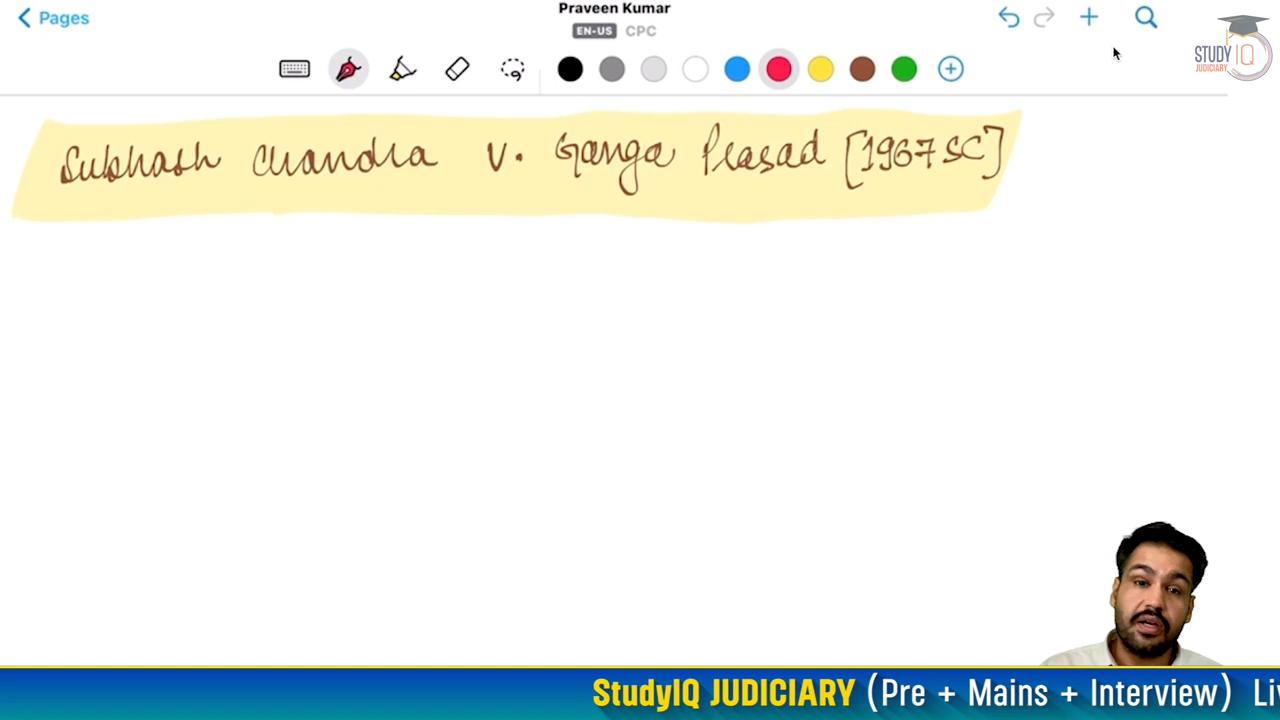 Pages
Praveen Kumar
EN-US CPC
STUDY IQ
JUDICIARY
Subhash Chandra v. Ganga Prasad [1967 SC]
StudyIQ JUDICIARY (Pre + Mains + Interview) Li